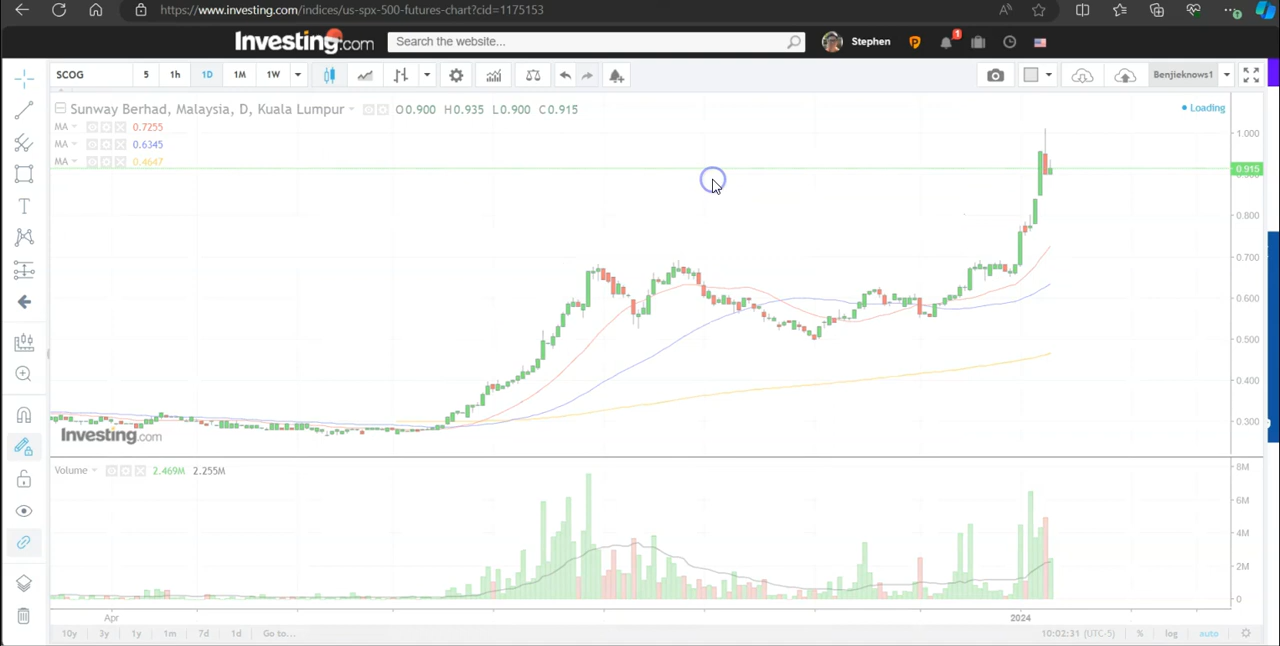 https://www.investing.com/indices/us-spx-500-futures-chart?cid=1175153
Investing.com Search the website... Stephen P 1
SCOG 5 1h 1D 1M 1W Benjieknows1
Sunway Berhad, Malaysia, D, Kuala Lumpur O0.900 H0.935 L0.900 C0.915 Loading
MA 0.7255
MA 0.6345
MA 0.4647
1.000
0.915
0.900
0.800
0.700
0.600
0.500
0.400
0.300
Investing.com
Volume 2.469M 2.255M
8M
6M
4M
2M
0
Apr 2024
10y 3y 1y 1m 7d 1d Go to... 10:02:31 (UTC-5) % log auto